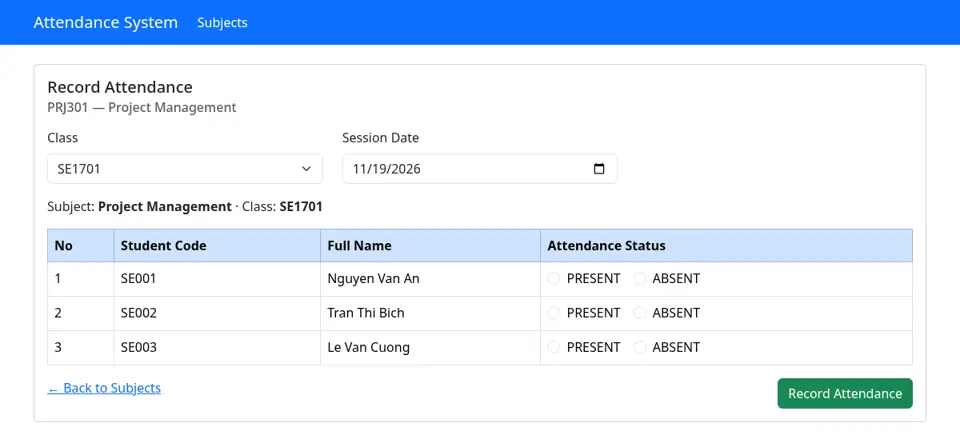 Attendance System Subjects
Record Attendance
PRJ301 — Project Management
Class Session Date
SE1701 11/19/2026
Subject: Project Management · Class: SE1701
No Student Code Full Name Attendance Status
1 SE001 Nguyen Van An PRESENT ABSENT
2 SE002 Tran Thi Bich PRESENT ABSENT
3 SE003 Le Van Cuong PRESENT ABSENT
← Back to Subjects Record Attendance